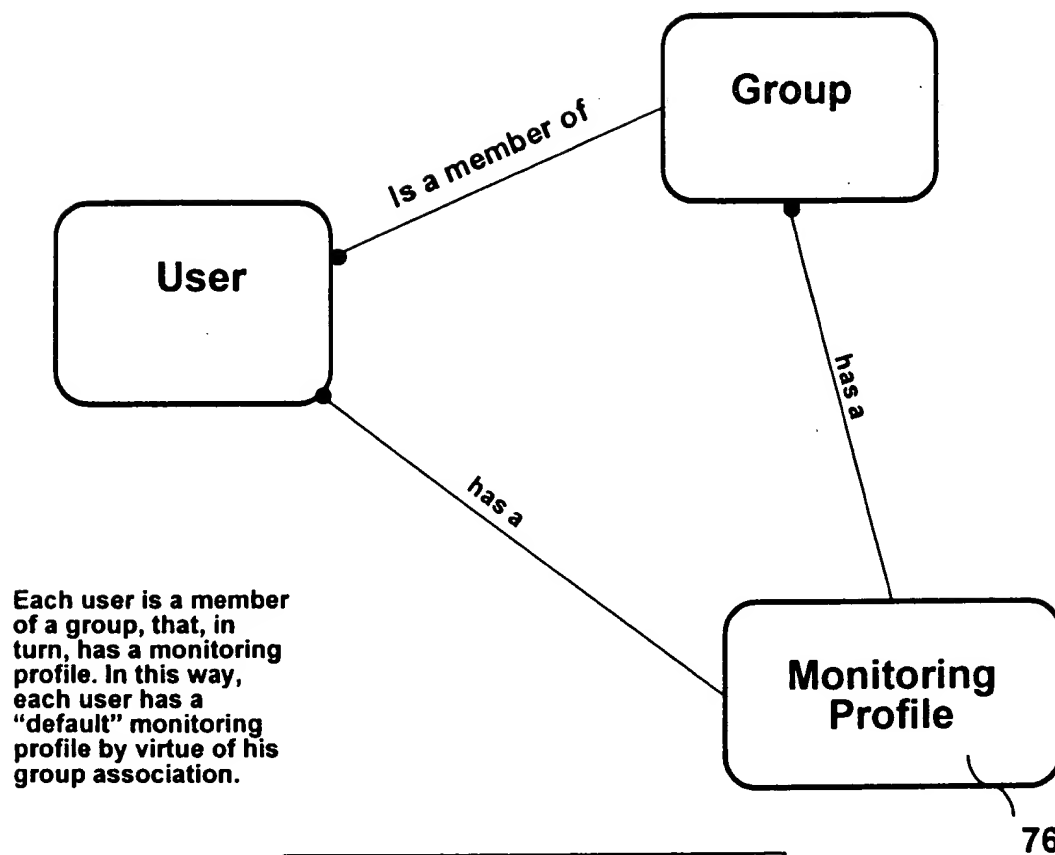 Group
Is a member of
User
has a
has a
Each user is a member
of a group, that, in
turn, has a monitoring
profile. In this way,
each user has a
“default” monitoring
profile by virtue of his
group association.
Monitoring
Profile
76